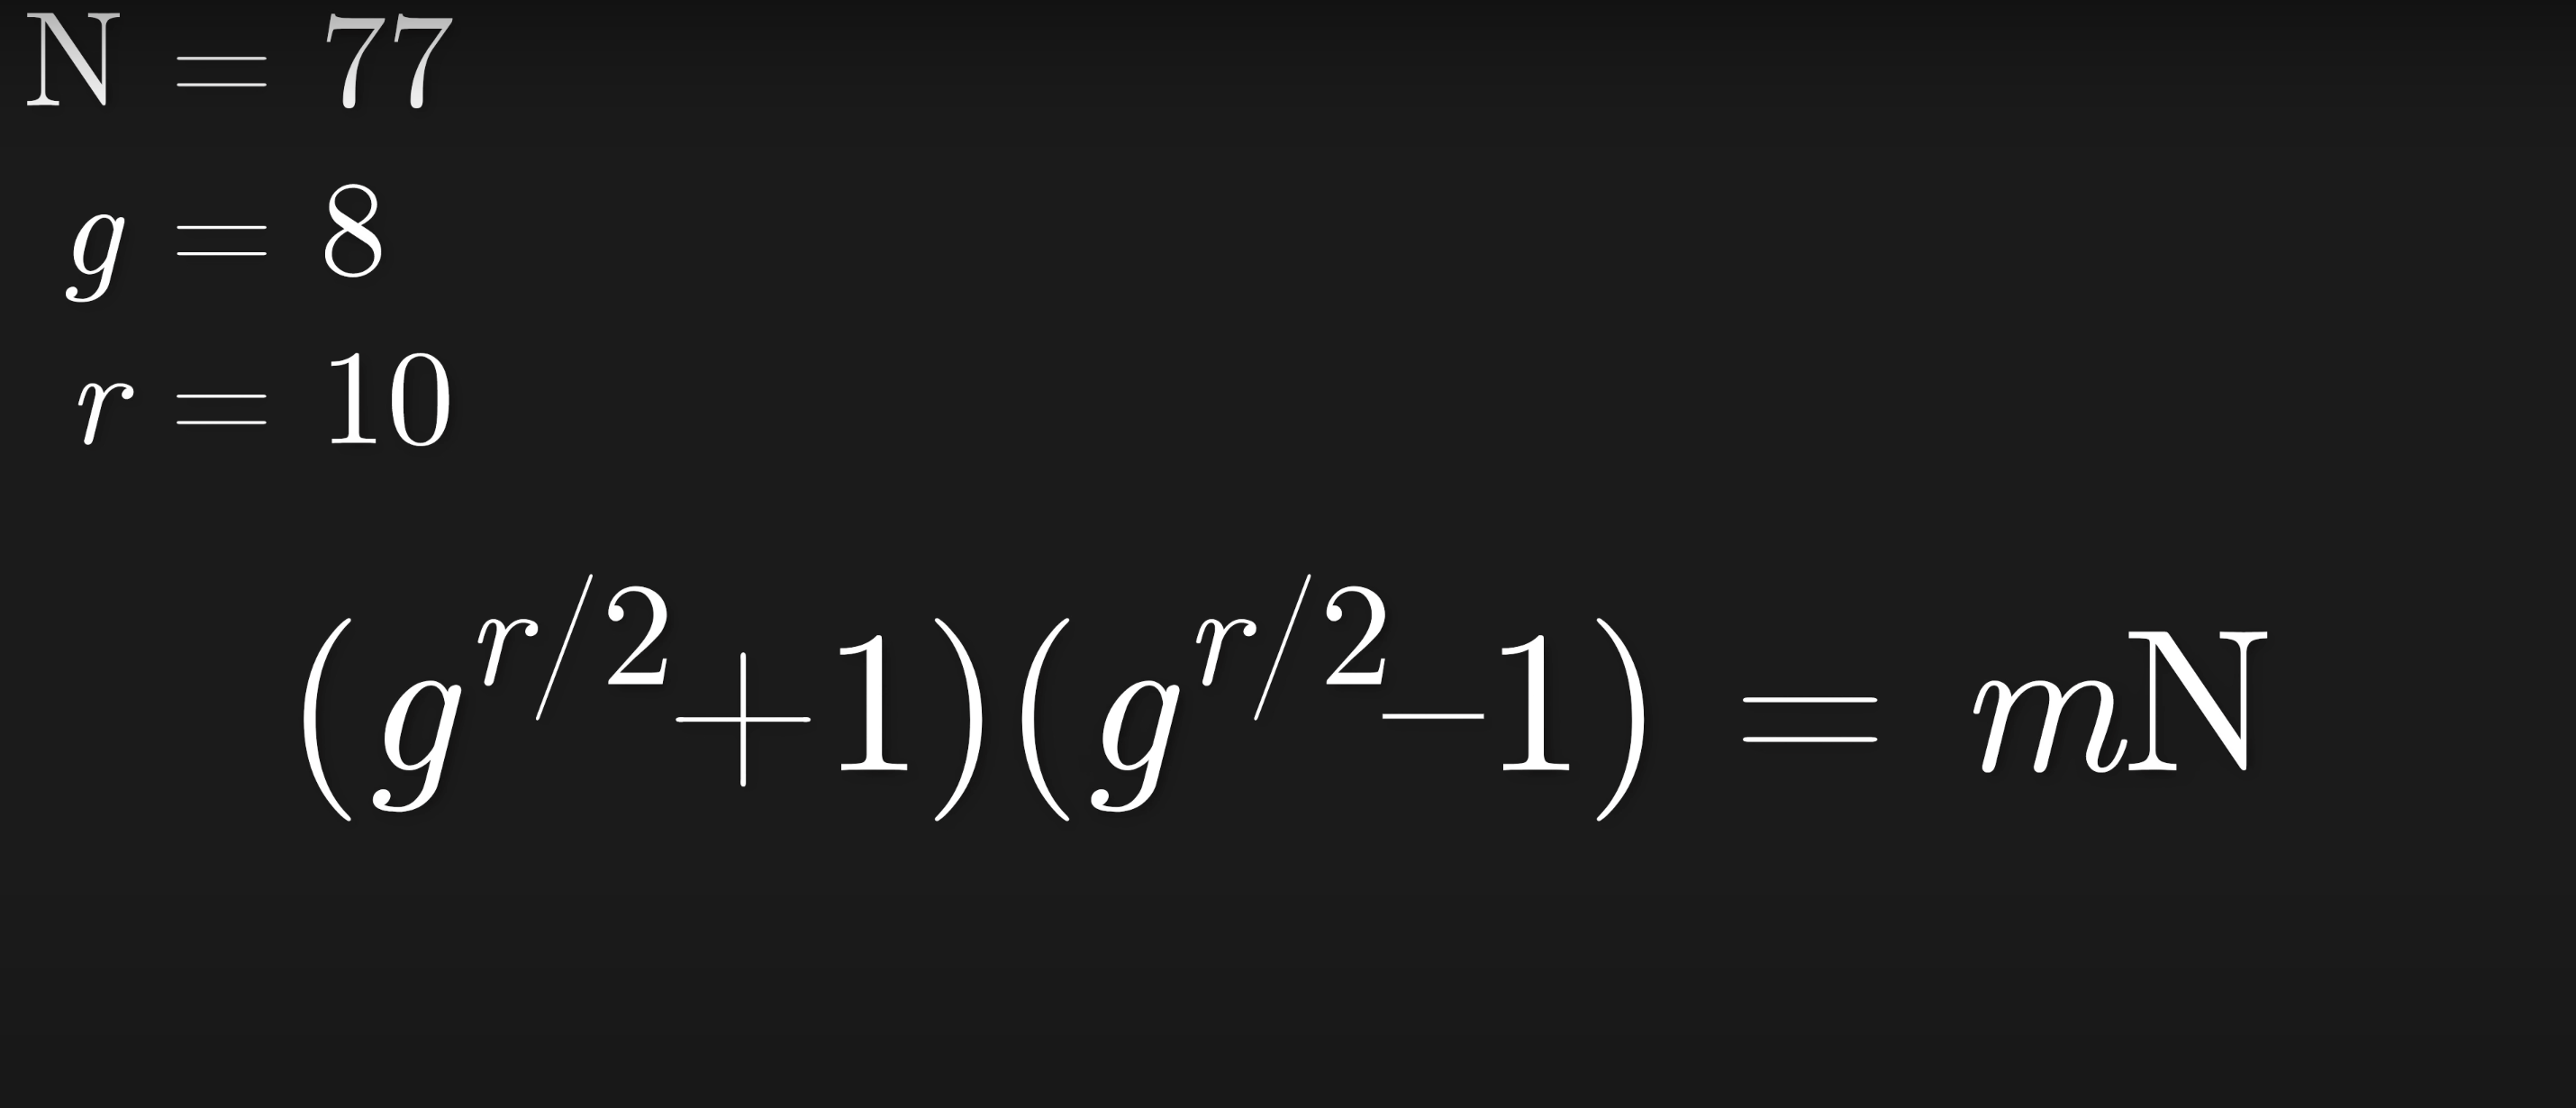 N = 77
g = 8
r = 10
(g^{r/2}+1)(g^{r/2}-1) = mN